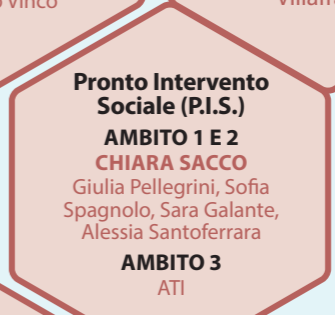 Vinco
Pronto Intervento
Sociale (P.I.S.)
AMBITO 1 E 2
CHIARA SACCO
Giulia Pellegrini, Sofia
Spagnolo, Sara Galante,
Alessia Santoferrara
AMBITO 3
ATI